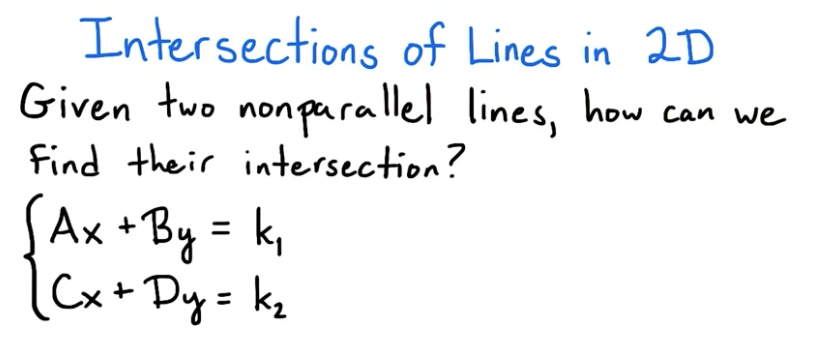 Intersections of Lines in 2D
Given two nonparallel lines, how can we
find their intersection?
Ax + By = k₁
Cx + Dy = k₂